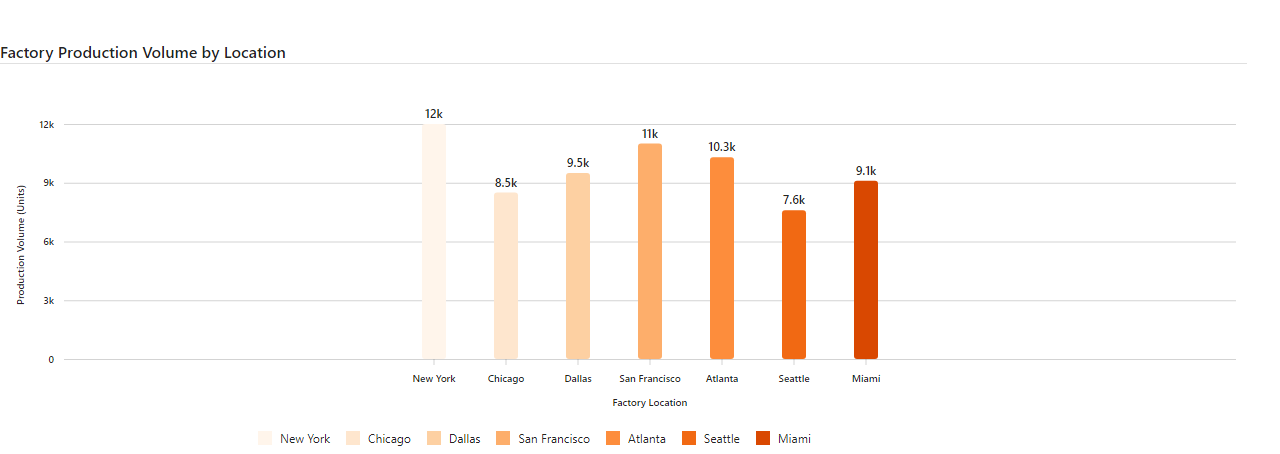 Factory Production Volume by Location
12k
11k
10.3k
9.5k
9.1k
8.5k
7.6k
12k
9k
6k
3k
0
Production Volume (Units)
New York Chicago Dallas San Francisco Atlanta Seattle Miami
Factory Location
New York Chicago Dallas San Francisco Atlanta Seattle Miami